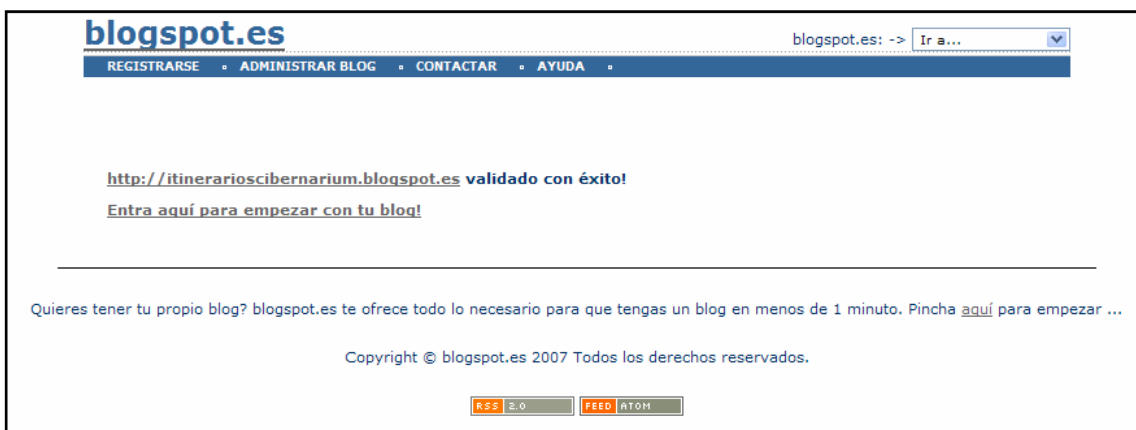 blogspot.es
blogspot.es: -> Ir a...
REGISTRARSE ADMINISTRAR BLOG CONTACTAR AYUDA
http://itinerarioscibernarium.blogspot.es validado con éxito!
Entra aquí para empezar con tu blog!
Quieres tener tu propio blog? blogspot.es te ofrece todo lo necesario para que tengas un blog en menos de 1 minuto. Pincha aquí para empezar ...
Copyright © blogspot.es 2007 Todos los derechos reservados.
RSS 2.0 FEED ATOM